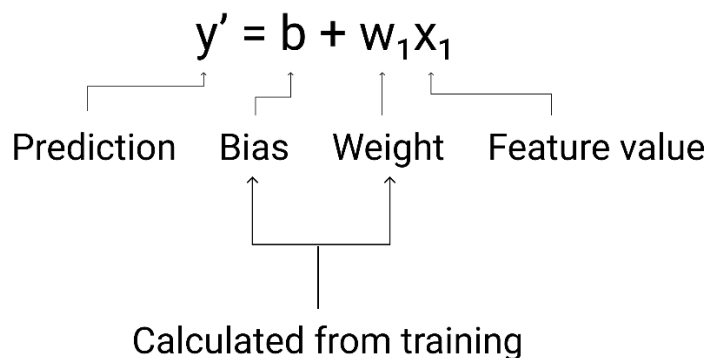 y’ = b + w₁x₁
Prediction Bias Weight Feature value
Calculated from training